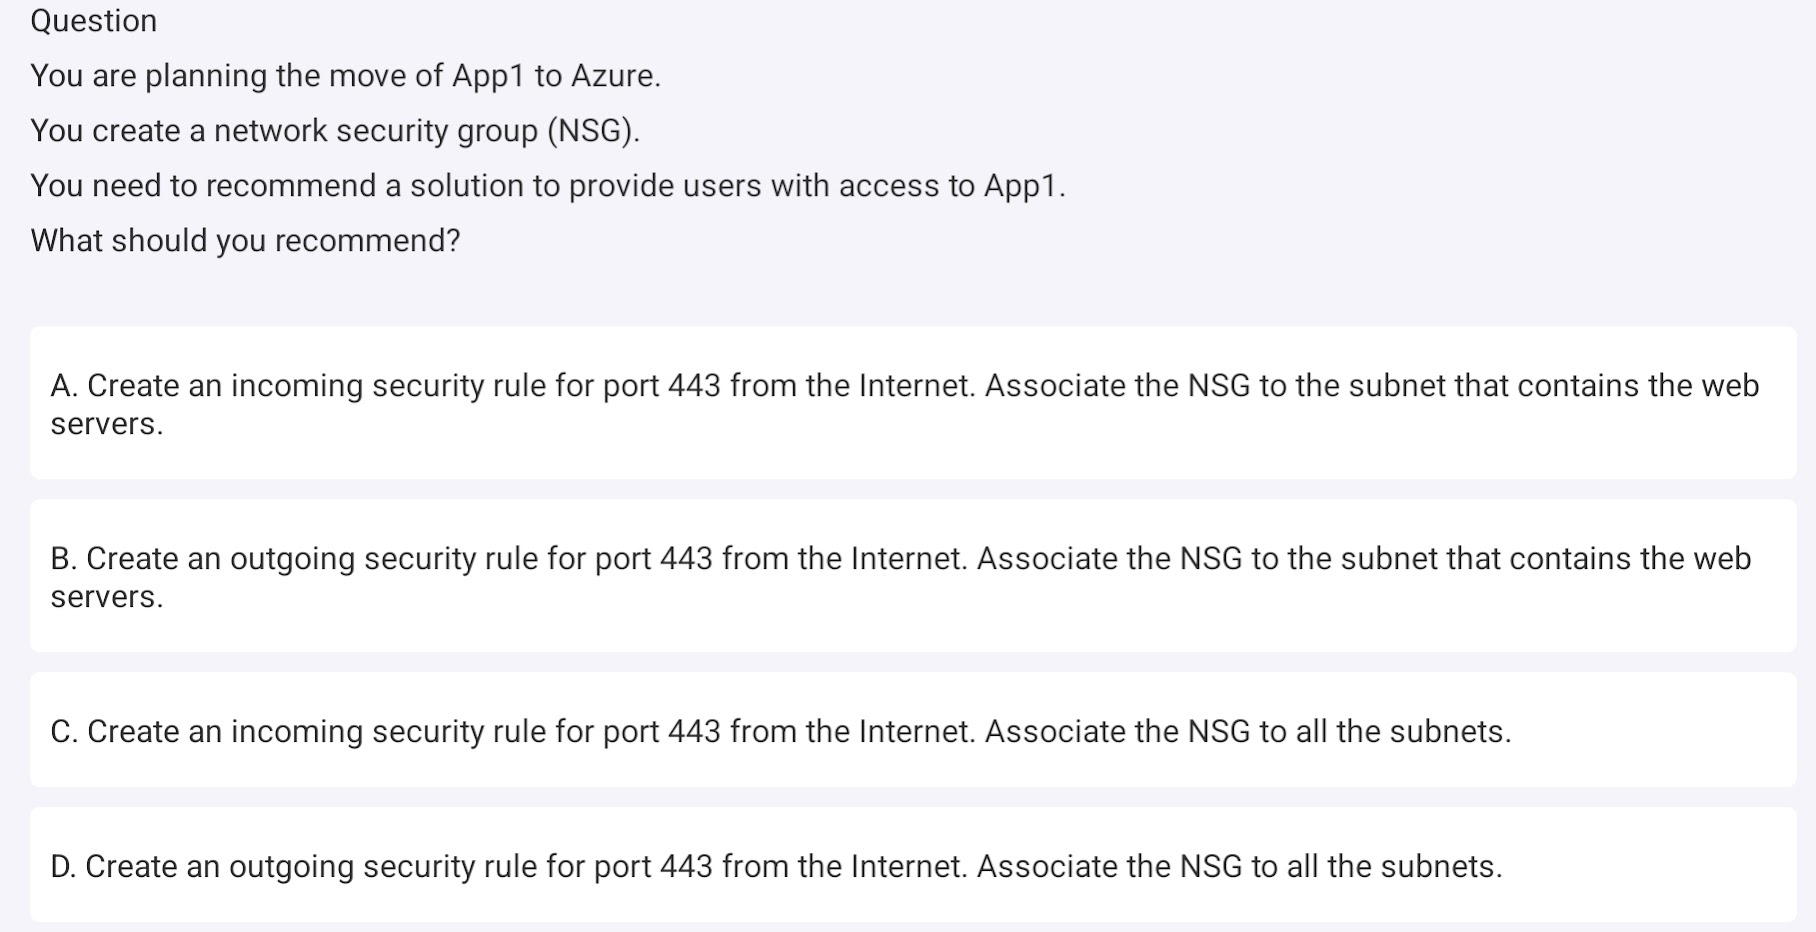 Question
You are planning the move of App1 to Azure.
You create a network security group (NSG).
You need to recommend a solution to provide users with access to App1.
What should you recommend?
A. Create an incoming security rule for port 443 from the Internet. Associate the NSG to the subnet that contains the web
servers.
B. Create an outgoing security rule for port 443 from the Internet. Associate the NSG to the subnet that contains the web
servers.
C. Create an incoming security rule for port 443 from the Internet. Associate the NSG to all the subnets.
D. Create an outgoing security rule for port 443 from the Internet. Associate the NSG to all the subnets.